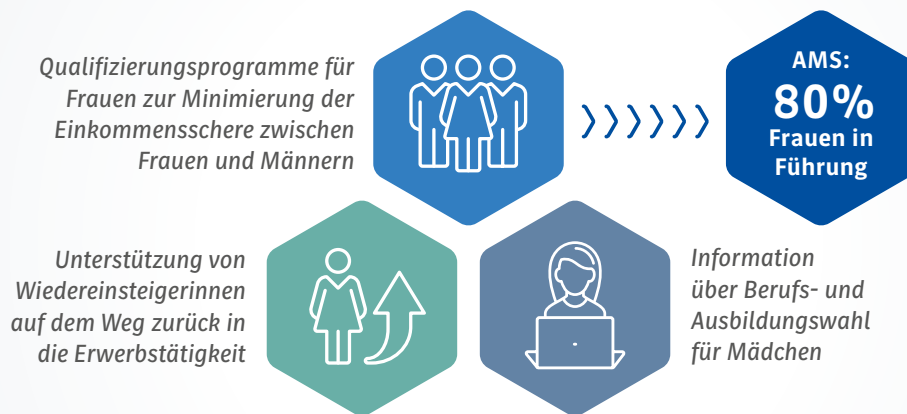 Qualifizierungsprogramme für
Frauen zur Minimierung der
Einkommensschere zwischen
Frauen und Männern
AMS:
80%
Frauen in
Führung
Unterstützung von
Wiedereinsteigerinnen
auf dem Weg zurück in
die Erwerbstätigkeit
Information
über Berufs- und
Ausbildungswahl
für Mädchen